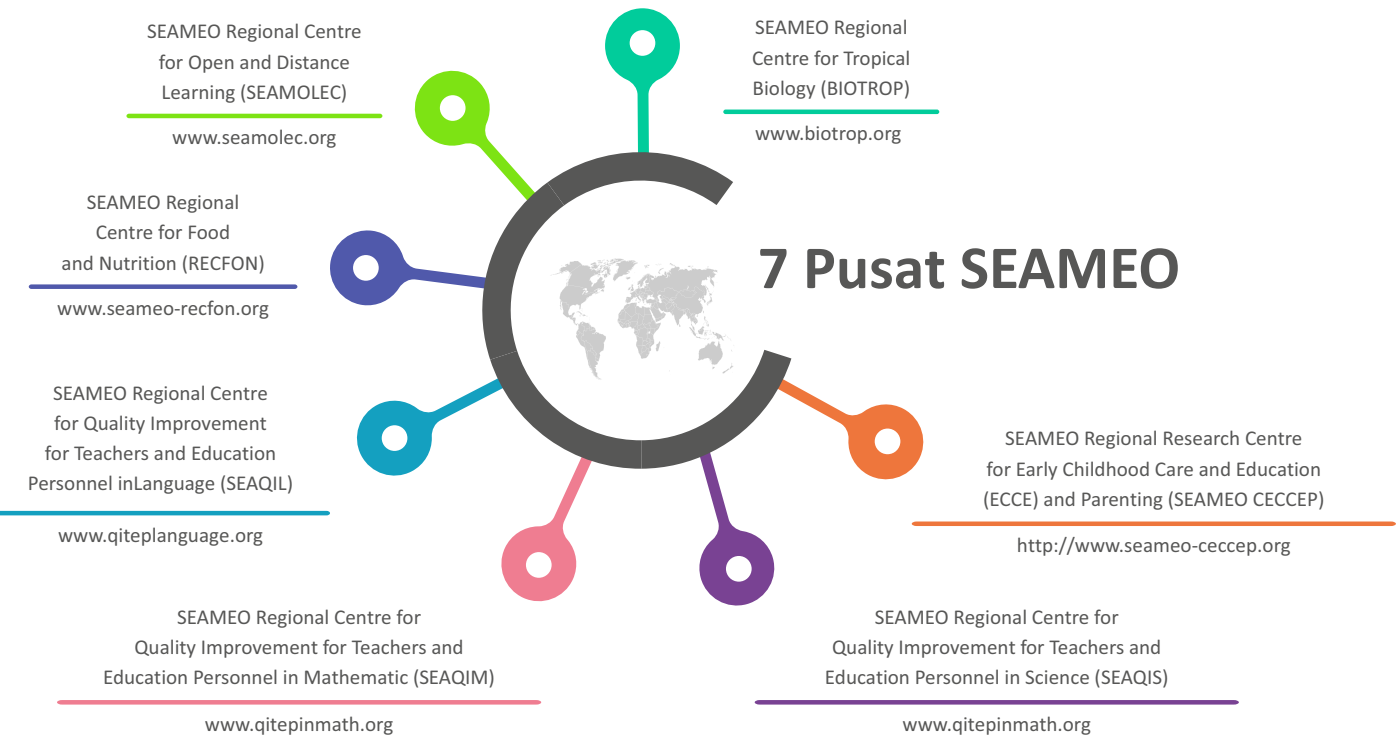 SEAMEO Regional Centre
for Open and Distance
Learning (SEAMOLEC)
www.seamolec.org
SEAMEO Regional
Centre for Tropical
Biology (BIOTROP)
www.biotrop.org
SEAMEO Regional
Centre for Food
and Nutrition (RECFON)
www.seameo-recfon.org
7 Pusat SEAMEO
SEAMEO Regional Centre
for Quality Improvement
for Teachers and Education
Personnel inLanguage (SEAQIL)
www.qiteplanguage.org
SEAMEO Regional Research Centre
for Early Childhood Care and Education
(ECCE) and Parenting (SEAMEO CECCEP)
http://www.seameo-ceccep.org
SEAMEO Regional Centre for
Quality Improvement for Teachers and
Education Personnel in Mathematic (SEAQIM)
www.qitepinmath.org
SEAMEO Regional Centre for
Quality Improvement for Teachers and
Education Personnel in Science (SEAQIS)
www.qitepinmath.org